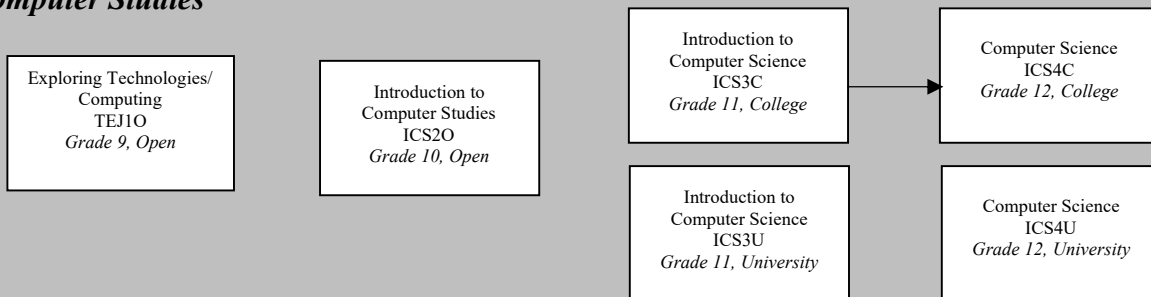 Computer Studies
Exploring Technologies/
Computing
TEJ1O
Grade 9, Open
Introduction to
Computer Studies
ICS2O
Grade 10, Open
Introduction to
Computer Science
ICS3C
Grade 11, College
Computer Science
ICS4C
Grade 12, College
Introduction to
Computer Science
ICS3U
Grade 11, University
Computer Science
ICS4U
Grade 12, University